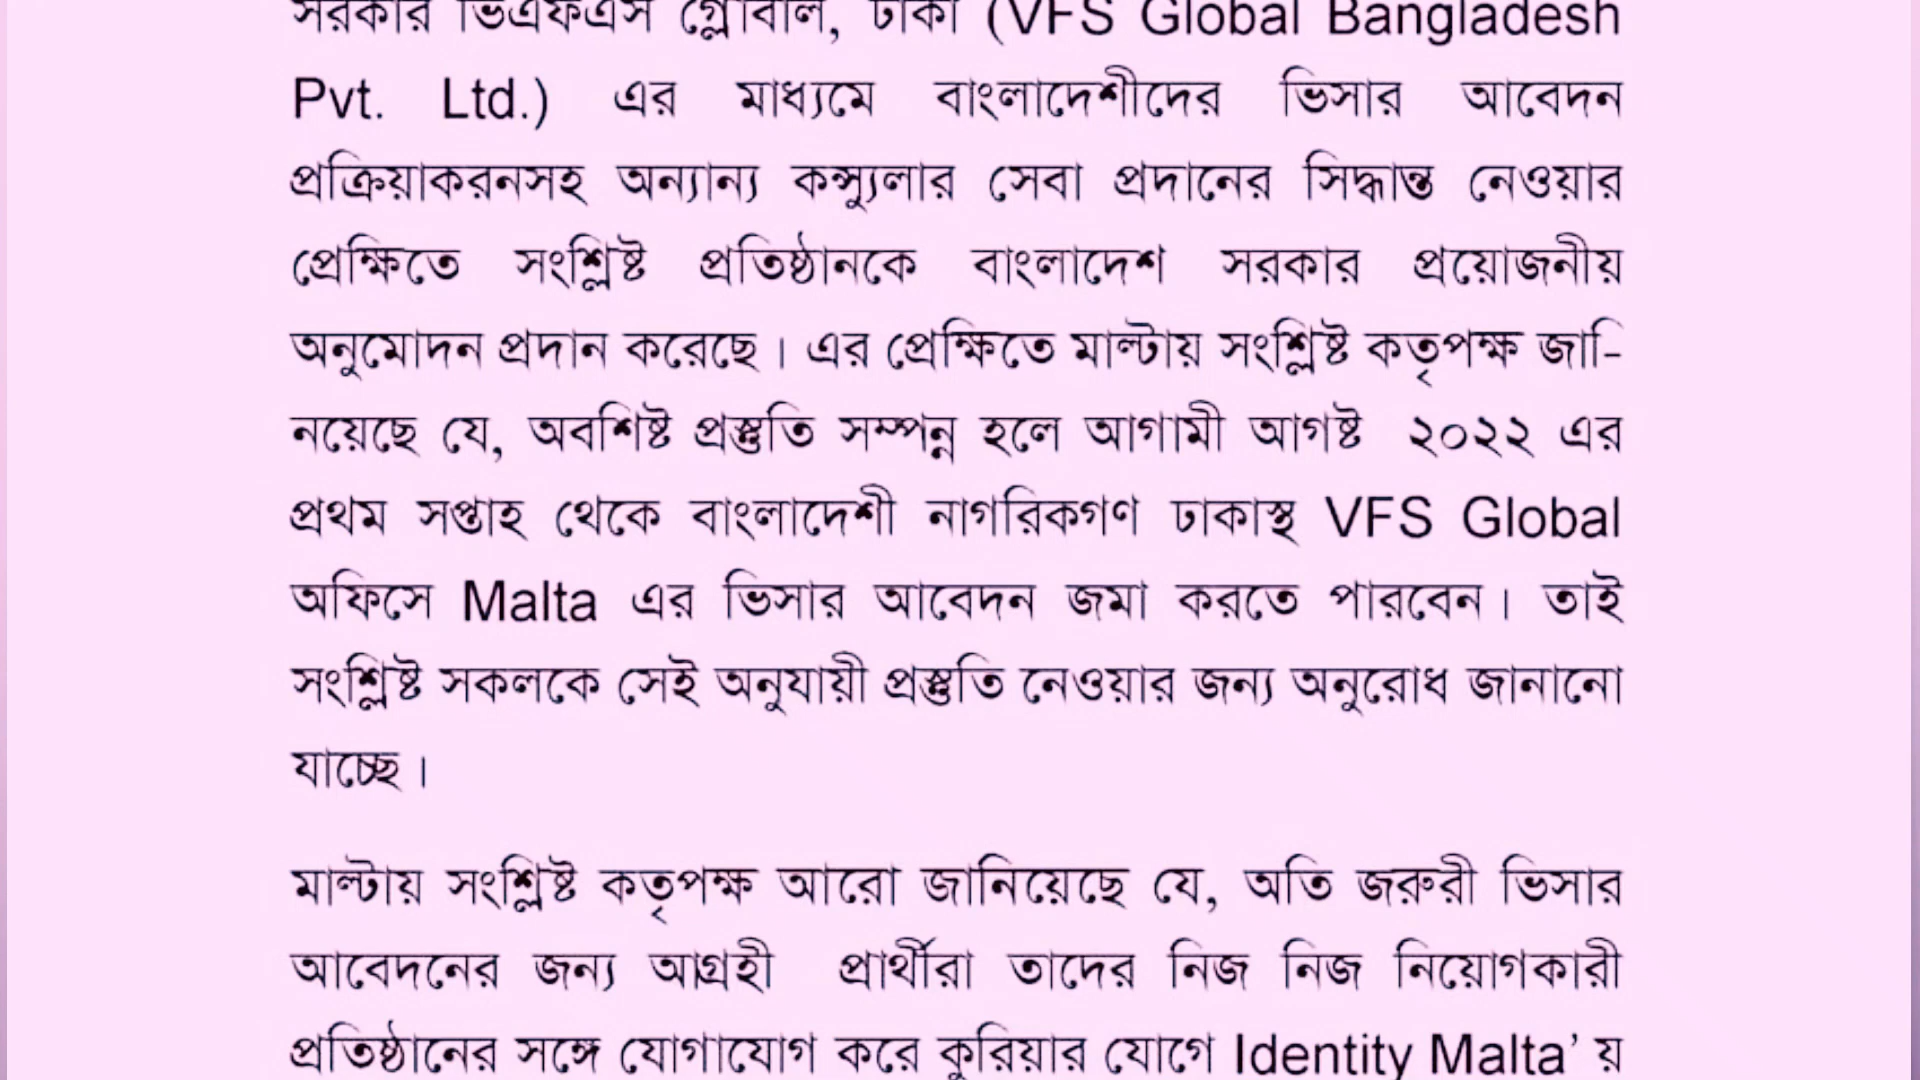 সরকার ভিএফএস গ্লোবাল, ঢাকা (VFS Global Bangladesh
Pvt. Ltd.) এর মাধ্যমে বাংলাদেশীদের ভিসার আবেদন
প্রক্রিয়াকরনসহ অন্যান্য কন্স্যুলার সেবা প্রদানের সিদ্ধান্ত নেওয়ার
প্রেক্ষিতে সংশ্লিষ্ট প্রতিষ্ঠানকে বাংলাদেশ সরকার প্রয়োজনীয়
অনুমোদন প্রদান করেছে। এর প্রেক্ষিতে মাল্টায় সংশ্লিষ্ট কতৃপক্ষ জা-ি
নয়েছে যে, অবশিষ্ট প্রস্তুতি সম্পন্ন হলে আগামী আগষ্ট ২০২২ এর
প্রথম সপ্তাহ থেকে বাংলাদেশী নাগরিকগণ ঢাকাস্থ VFS Global
অফিসে Malta এর ভিসার আবেদন জমা করতে পারবেন। তাই
সংশ্লিষ্ট সকলকে সেই অনুযায়ী প্রস্তুতি নেওয়ার জন্য অনুরোধ জানানো
যাচ্ছে।
মাল্টায় সংশ্লিষ্ট কতৃপক্ষ আরো জানিয়েছে যে, অতি জরুরী ভিসার
আবেদনের জন্য আগ্রহী প্রার্থীরা তাদের নিজ নিজ নিয়োগকারী
প্রতিষ্ঠানের সঙ্গে যোগাযোগ করে কুরিয়ার যোগে Identity Malta’ য়